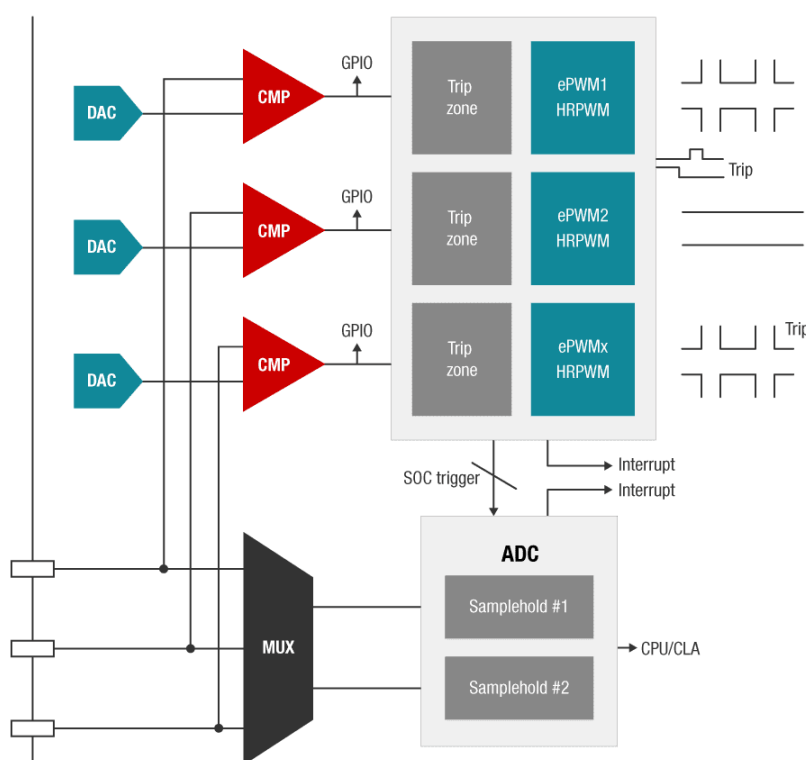 GPIO
DAC
CMP
Trip
zone
ePWM1
HRPWM
Trip
GPIO
DAC
CMP
Trip
zone
ePWM2
HRPWM
GPIO
DAC
CMP
Trip
zone
ePWMx
HRPWM
Trip
SOC trigger
Interrupt
Interrupt
ADC
Samplehold #1
MUX
CPU/CLA
Samplehold #2